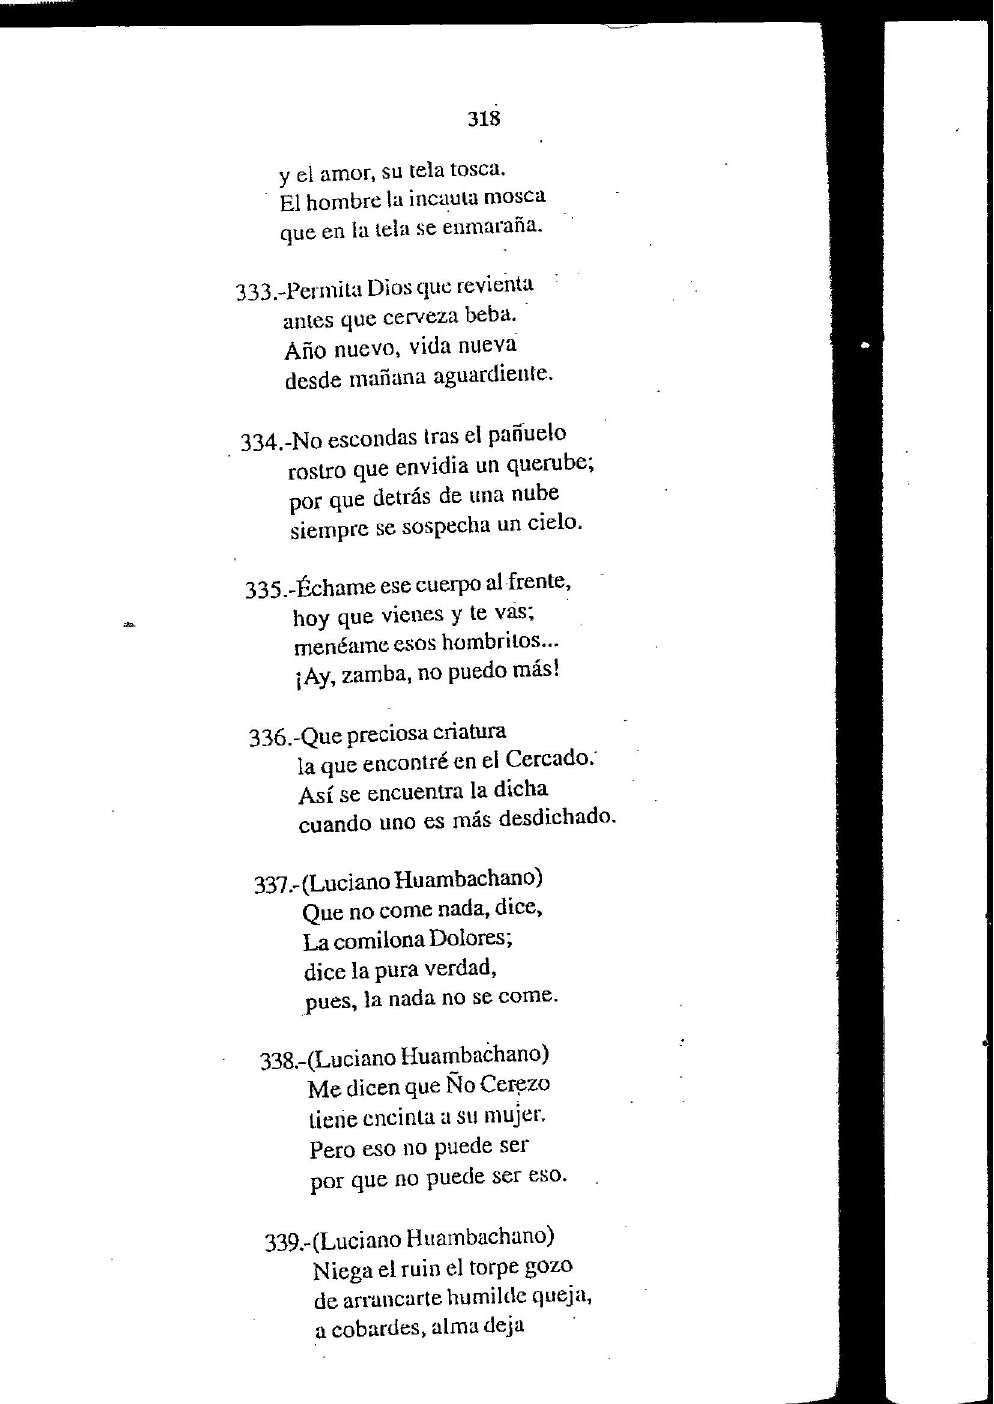 318
y el amor, su tela tosca.
El hombre la incauta mosca
que en la tela se enmaraña.
333.-Permita Dios que revienta
antes que cerveza beba.
Año nuevo, vida nueva
desde mañana aguardiente.
334.-No escondas tras el pañuelo
rostro que envidia un querube;
por que detrás de una nube
siempre se sospecha un cielo.
335.-Échame ese cuerpo al frente,
hoy que vienes y te vas;
menéame esos hombritos...
¡Ay, zamba, no puedo más!
336.-Que preciosa criatura
la que encontré en el Cercado.
Así se encuentra la dicha
cuando uno es más desdichado.
337.-(Luciano Huambachano)
Que no come nada, dice,
La comilona Dolores;
dice la pura verdad,
pues, la nada no se come.
338.-(Luciano Huambachano)
Me dicen que Ño Cerezo
tiene encinta a su mujer.
Pero eso no puede ser
por que no puede ser eso.
339.-(Luciano Huambachano)
Niega el ruin el torpe gozo
de arrancarte humilde queja,
a cobardes, alma deja